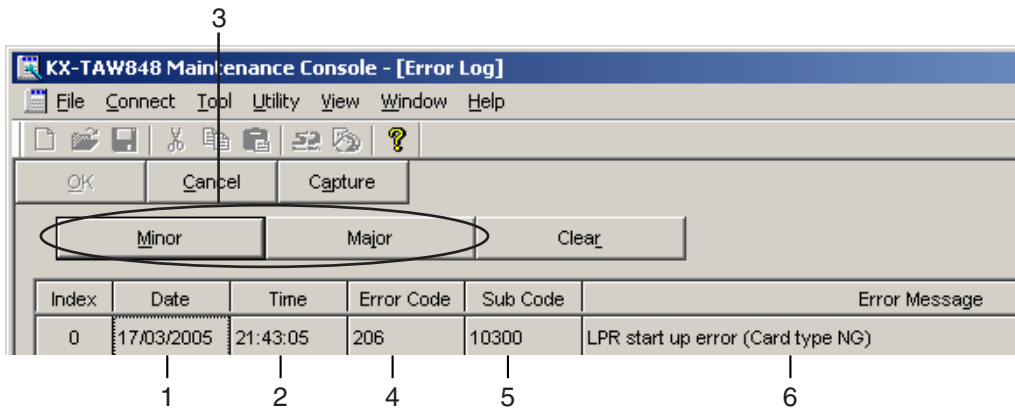 3
KX-TAW848 Maintenance Console - [Error Log]
File Connect Tool Utility View Window Help
OK Cancel Capture
Minor Major Clear
Index Date Time Error Code Sub Code Error Message
0 17/03/2005 21:43:05 206 10300 LPR start up error (Card type NG)
1 2 4 5 6